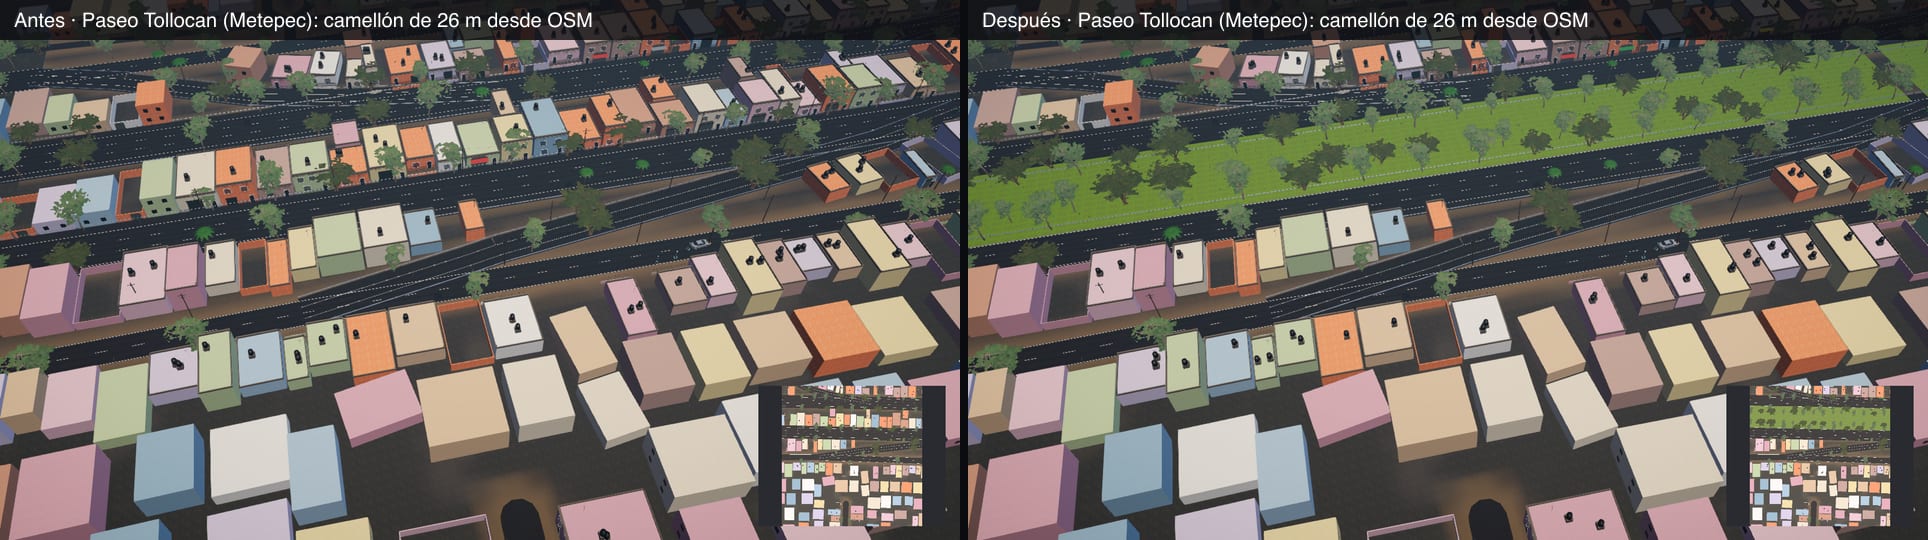 Antes · Paseo Tollocan (Metepec): camellón de 26 m desde OSM
Después · Paseo Tollocan (Metepec): camellón de 26 m desde OSM